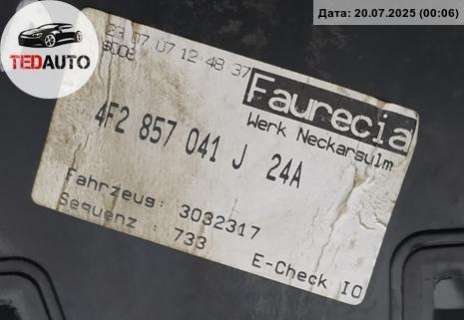 Дата: 20.07.2025 (00:06)
TEDAUTO
23 07 07 12 48 37
Faurecia
Werk Neckarsulm
4F2 857 041 J 24A
Fahrzeug: 3032317
Sequenz : 733
E-Check IO